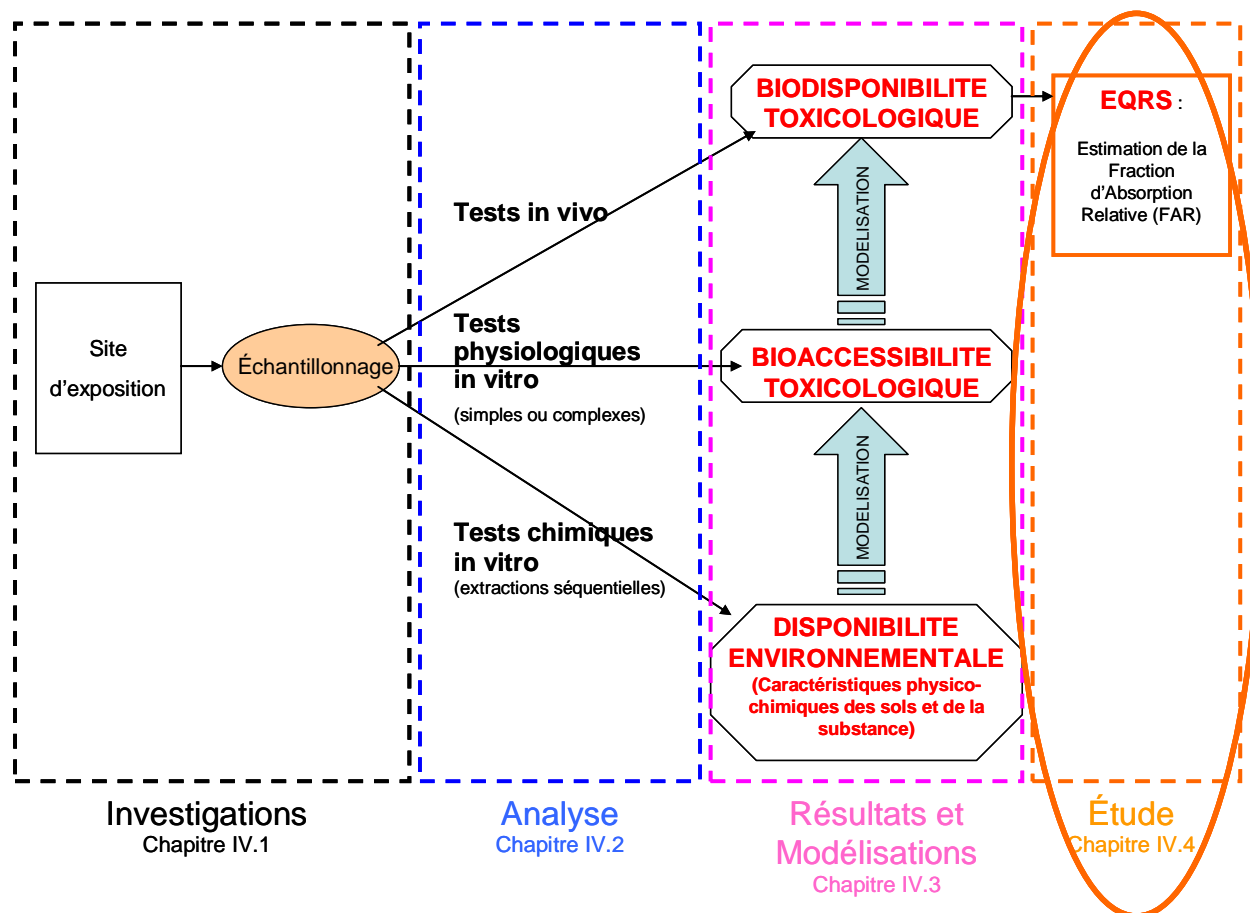 Site
d'exposition
Échantillonnage
Investigations
Chapitre IV.1
Tests in vivo
Tests
physiologiques
in vitro
(simples ou complexes)
Tests chimiques
in vitro
(extractions séquentielles)
Analyse
Chapitre IV.2
BIODISPONIBILITE
TOXICOLOGIQUE
MODELISATION
BIOACCESSIBILITE
TOXICOLOGIQUE
MODELISATION
DISPONIBILITE
ENVIRONNEMENTALE
(Caractéristiques physico-
chimiques des sols et de la
substance)
Résultats et
Modélisations
Chapitre IV.3
EQRS :
Estimation de la
Fraction
d'Absorption
Relative (FAR)
Étude
Chapitre IV.4